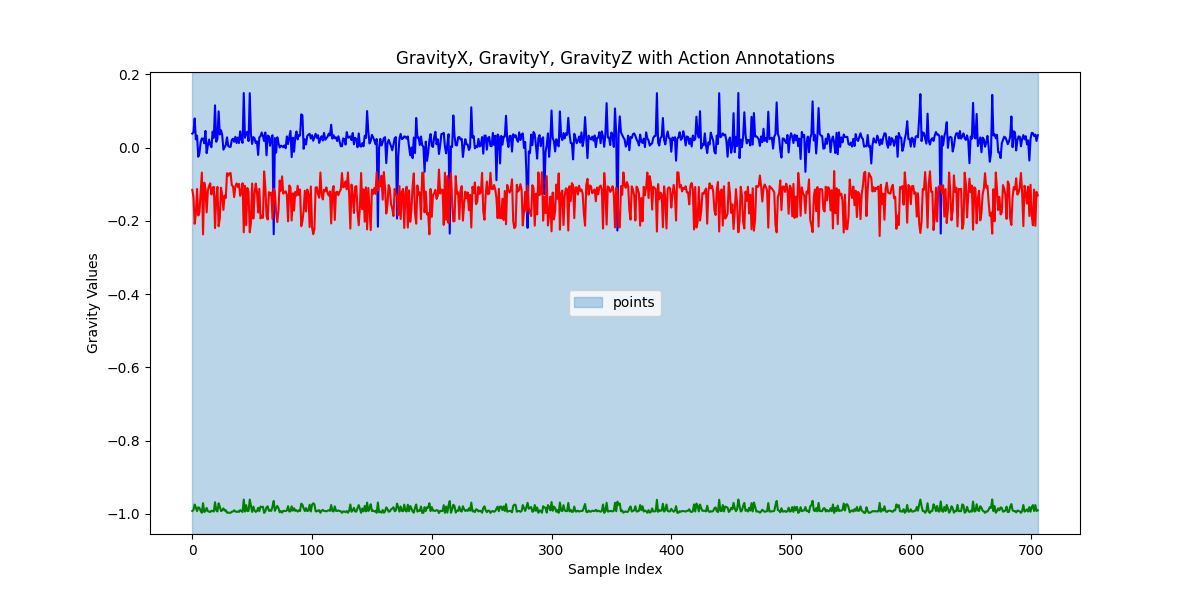 GravityX, GravityY, GravityZ with Action Annotations
0.2
0.0
−0.2
−0.4
−0.6
−0.8
−1.0
Gravity Values
points
0 100 200 300 400 500 600 700
Sample Index